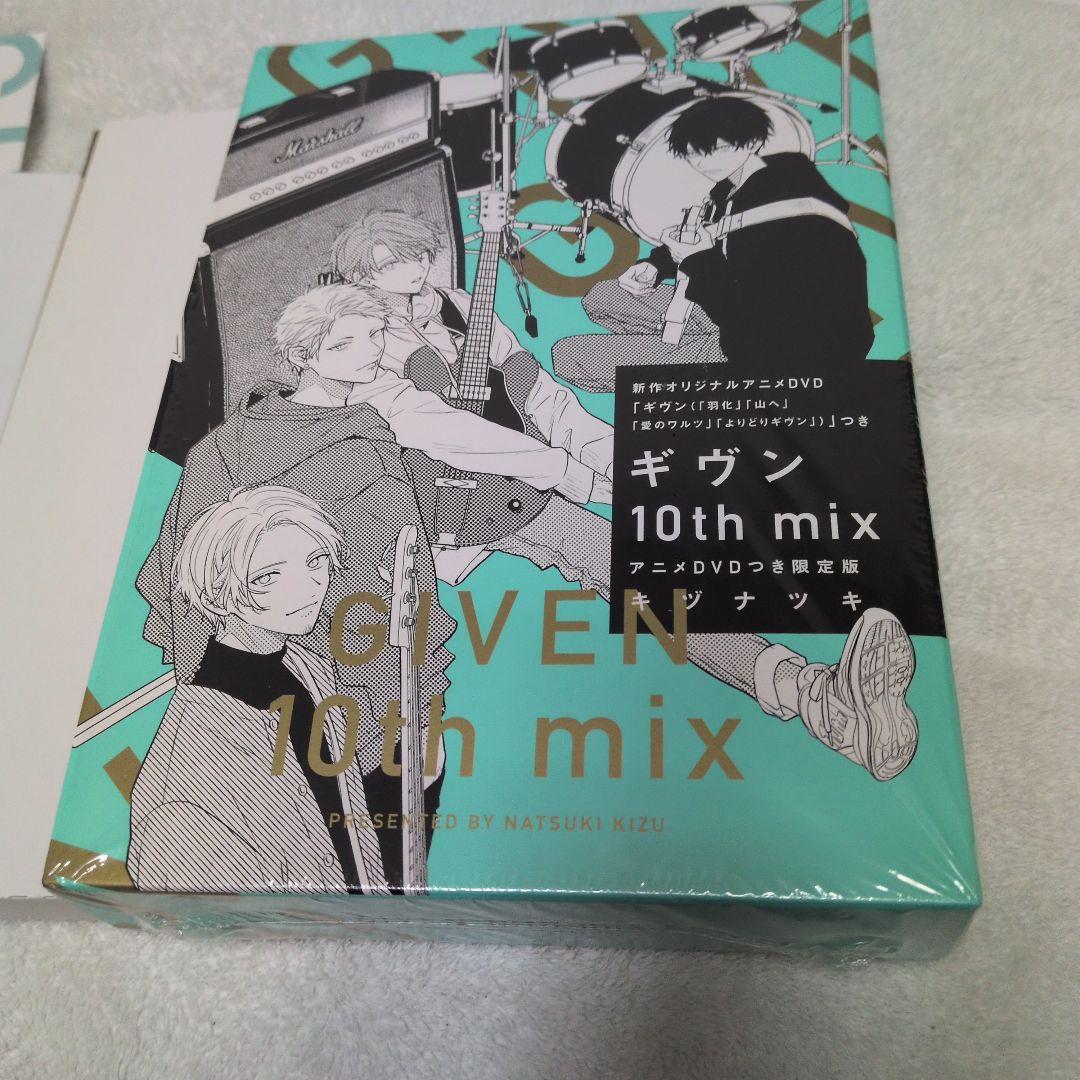 Marshall
新作オリジナルアニメDVD
「ギヴン(「羽化」「山へ」
「愛のワルツ」「よりどりギヴン」)」つき
ギヴン
10th mix
アニメDVDつき限定版
キヅナツキ
GIVEN
10th mix
PRESENTED BY NATSUKI KIZU